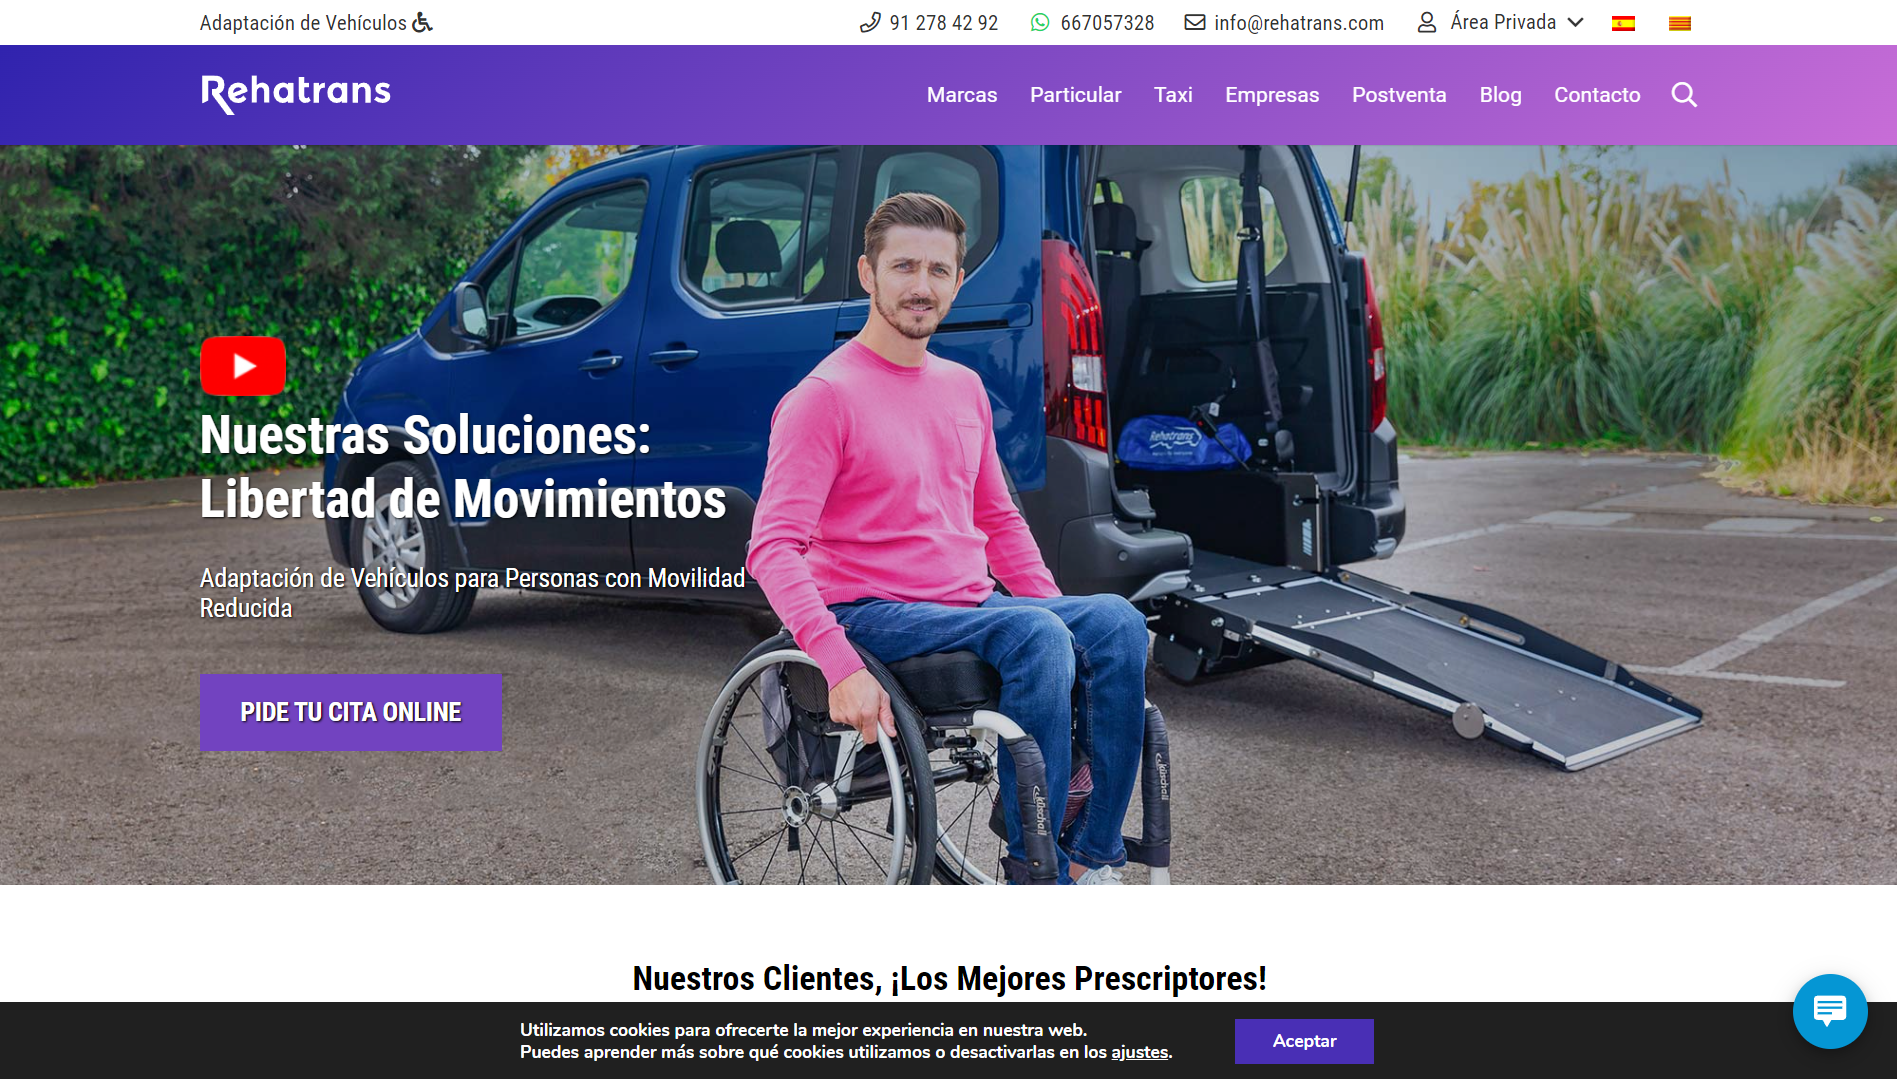 Adaptación de Vehículos
91 278 42 92
667057328
info@rehatrans.com
Área Privada
Rehatrans
Marcas
Particular
Taxi
Empresas
Postventa
Blog
Contacto
Rehatrans
Nuestras Soluciones:
Libertad de Movimientos
Adaptación de Vehículos para Personas con Movilidad
Reducida
PIDE TU CITA ONLINE
küschall
küschall
Nuestros Clientes, ¡Los Mejores Prescriptores!
Utilizamos cookies para ofrecerte la mejor experiencia en nuestra web.
Puedes aprender más sobre qué cookies utilizamos o desactivarlas en los ajustes.
Aceptar